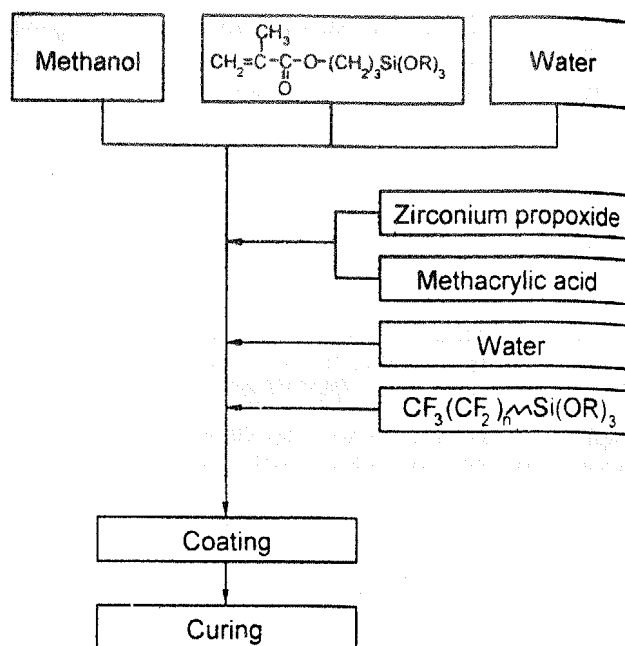 Methanol
CH₃
CH₂=C-C-O-(CH₂)₃Si(OR)₃
O
Water
Zirconium propoxide
Methacrylic acid
Water
CF₃(CF₂)ₙ Si(OR)₃
Coating
Curing